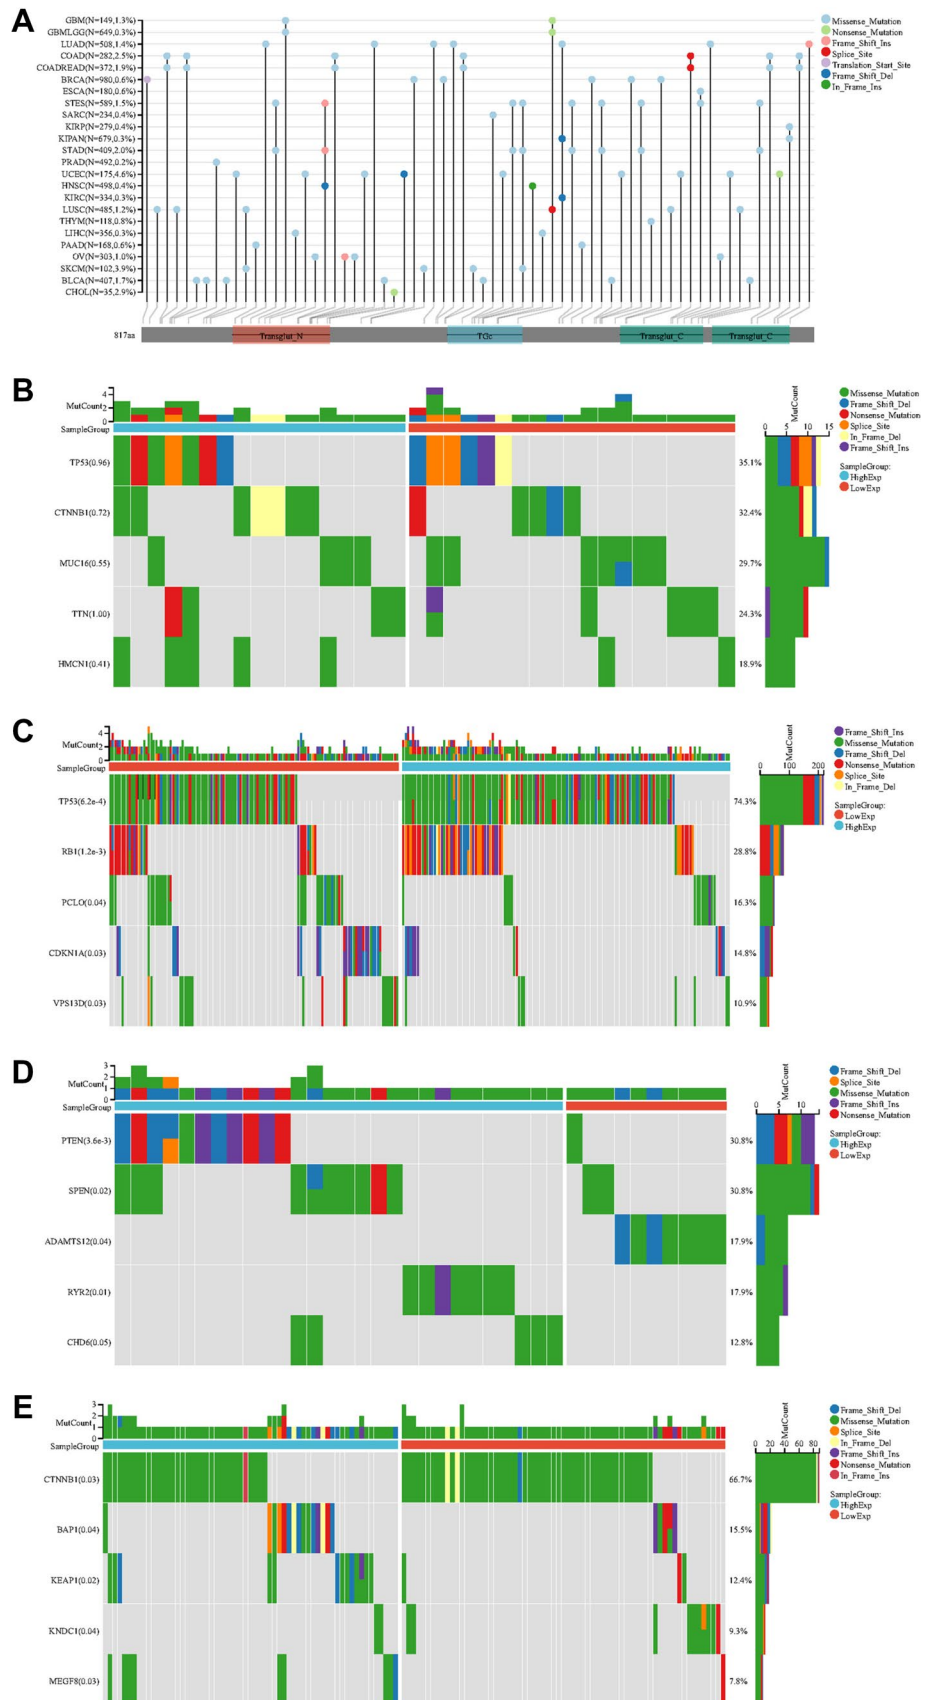 A
GBM(N=149,1.3%)
GBMLGG(N=649,0.3%)
LUAD(N=508,1.4%)
COAD(N=282,2.5%)
COADREAD(N=372,1.9%)
BRCA(N=980,0.6%)
ESCA(N=180,0.6%)
STES(N=589,1.5%)
SARC(N=234,0.4%)
KIRP(N=279,0.4%)
KIPAN(N=679,0.3%)
STAD(N=409,2.0%)
PRAD(N=492,0.2%)
UCEC(N=175,4.6%)
HNSC(N=498,0.4%)
KIRC(N=334,0.3%)
LUSC(N=485,1.2%)
THYM(N=118,0.8%)
LIHC(N=356,0.3%)
PAAD(N=168,0.6%)
OV(N=303,1.0%)
SKCM(N=102,3.9%)
BLCA(N=407,1.7%)
CHOL(N=35,2.9%)
Missense_Mutation
Nonsense_Mutation
Frame_Shift_Ins
Splice_Site
Translation_Start_Site
Frame_Shift_Del
In_Frame_Ins
817aa
Transglut_N
TGc
Transglut_C
Transglut_C
B
MutCount
4
2
0
SampleGroup
TP53(0.96)
CTNNB1(0.72)
MUC16(0.55)
TTN(1.00)
HMCN1(0.41)
35.1%
32.4%
29.7%
24.3%
18.9%
MutCount
0 5 10 15
Missense_Mutation
Frame_Shift_Del
Nonsense_Mutation
Splice_Site
In_Frame_Del
Frame_Shift_Ins
SampleGroup:
HighExp
LowExp
C
MutCount
4
2
0
SampleGroup
TP53(6.2e-4)
RB1(1.2e-3)
PCLO(0.04)
CDKN1A(0.03)
VPS13D(0.03)
74.3%
28.8%
16.3%
14.8%
10.9%
MutCount
0 100 200
Frame_Shift_Ins
Missense_Mutation
Frame_Shift_Del
Nonsense_Mutation
Splice_Site
In_Frame_Del
SampleGroup:
LowExp
HighExp
D
MutCount
3
2
1
0
SampleGroup
PTEN(3.6e-3)
SPEN(0.02)
ADAMTS12(0.04)
RYR2(0.01)
CHD6(0.05)
30.8%
30.8%
17.9%
17.9%
12.8%
MutCount
0 5 10
Frame_Shift_Del
Splice_Site
Missense_Mutation
Frame_Shift_Ins
Nonsense_Mutation
SampleGroup:
HighExp
LowExp
E
MutCount
3
2
1
0
SampleGroup
CTNNB1(0.03)
BAP1(0.04)
KEAP1(0.02)
KNDC1(0.04)
MEGF8(0.03)
66.7%
15.5%
12.4%
9.3%
7.8%
MutCount
0 20 40 60 80
Frame_Shift_Del
Missense_Mutation
Splice_Site
In_Frame_Del
Frame_Shift_Ins
Nonsense_Mutation
In_Frame_Ins
SampleGroup:
HighExp
LowExp